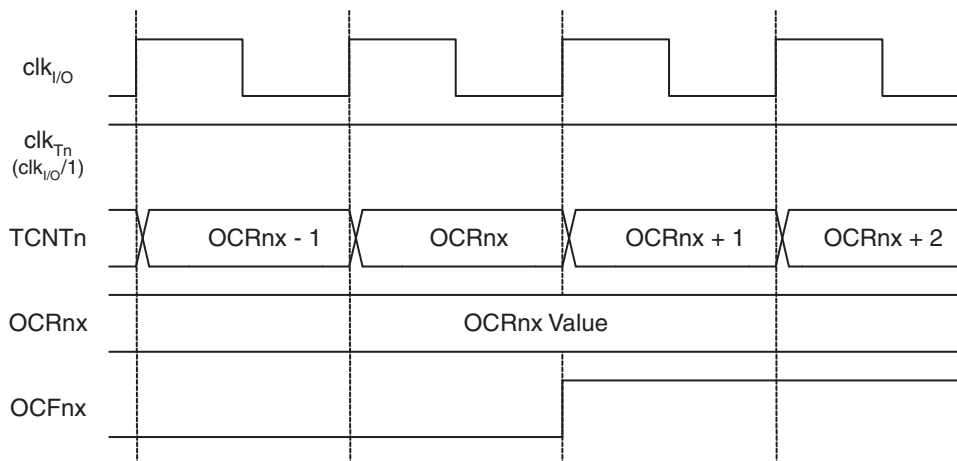 clkI/O
clkTn
(clkI/O/1)
TCNTn
OCRnx - 1
OCRnx
OCRnx + 1
OCRnx + 2
OCRnx
OCRnx Value
OCFnx